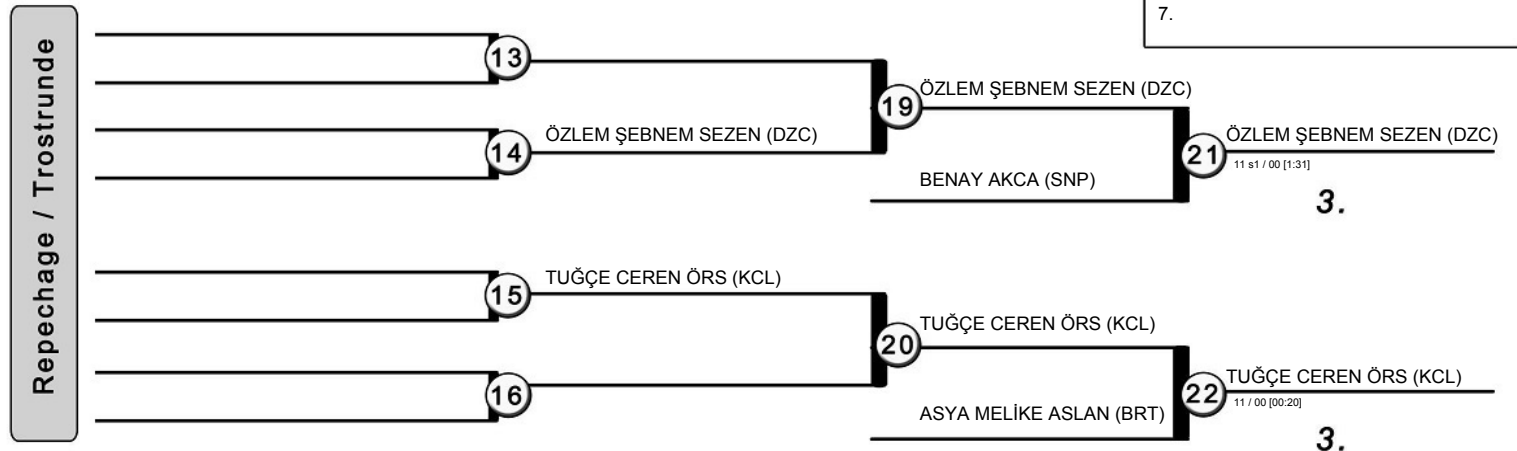 7.
Repechage / Trostrunde
13
19
ÖZLEM ŞEBNEM SEZEN (DZC)
14
ÖZLEM ŞEBNEM SEZEN (DZC)
21
ÖZLEM ŞEBNEM SEZEN (DZC)
11 s1 / 00 [1:31]
BENAY AKCA (SNP)
3.
15
TUĞÇE CEREN ÖRS (KCL)
20
TUĞÇE CEREN ÖRS (KCL)
16
22
TUĞÇE CEREN ÖRS (KCL)
11 / 00 [00:20]
ASYA MELİKE ASLAN (BRT)
3.